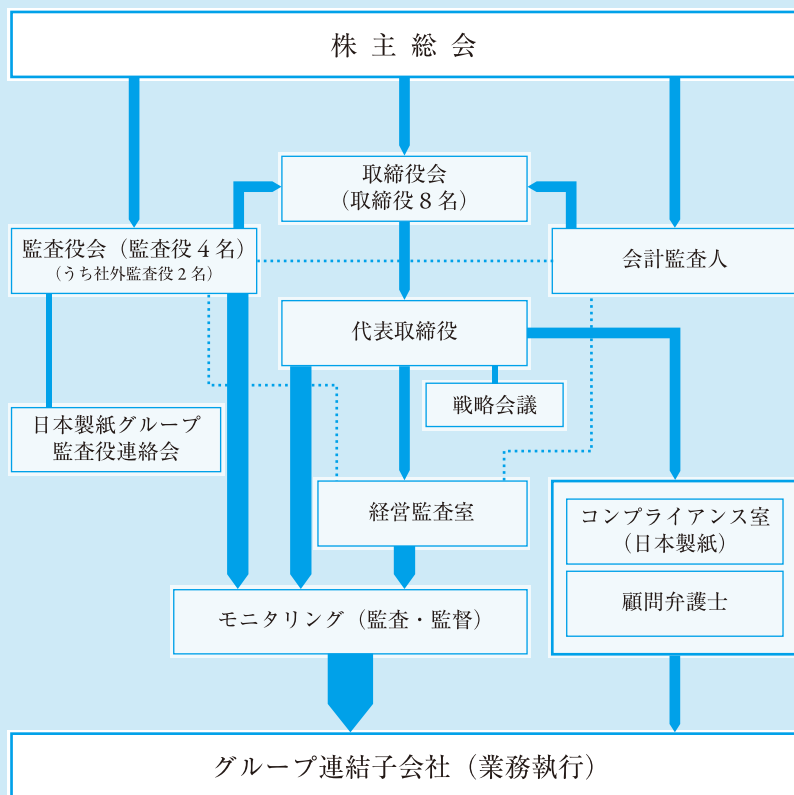 株主総会
取締役会
（取締役8名）
監査役会（監査役4名）
（うち社外監査役2名）
会計監査人
代表取締役
戦略会議
日本製紙グループ
監査役連絡会
経営監査室
コンプライアンス室
（日本製紙）
顧問弁護士
モニタリング（監査・監督）
グループ連結子会社（業務執行）